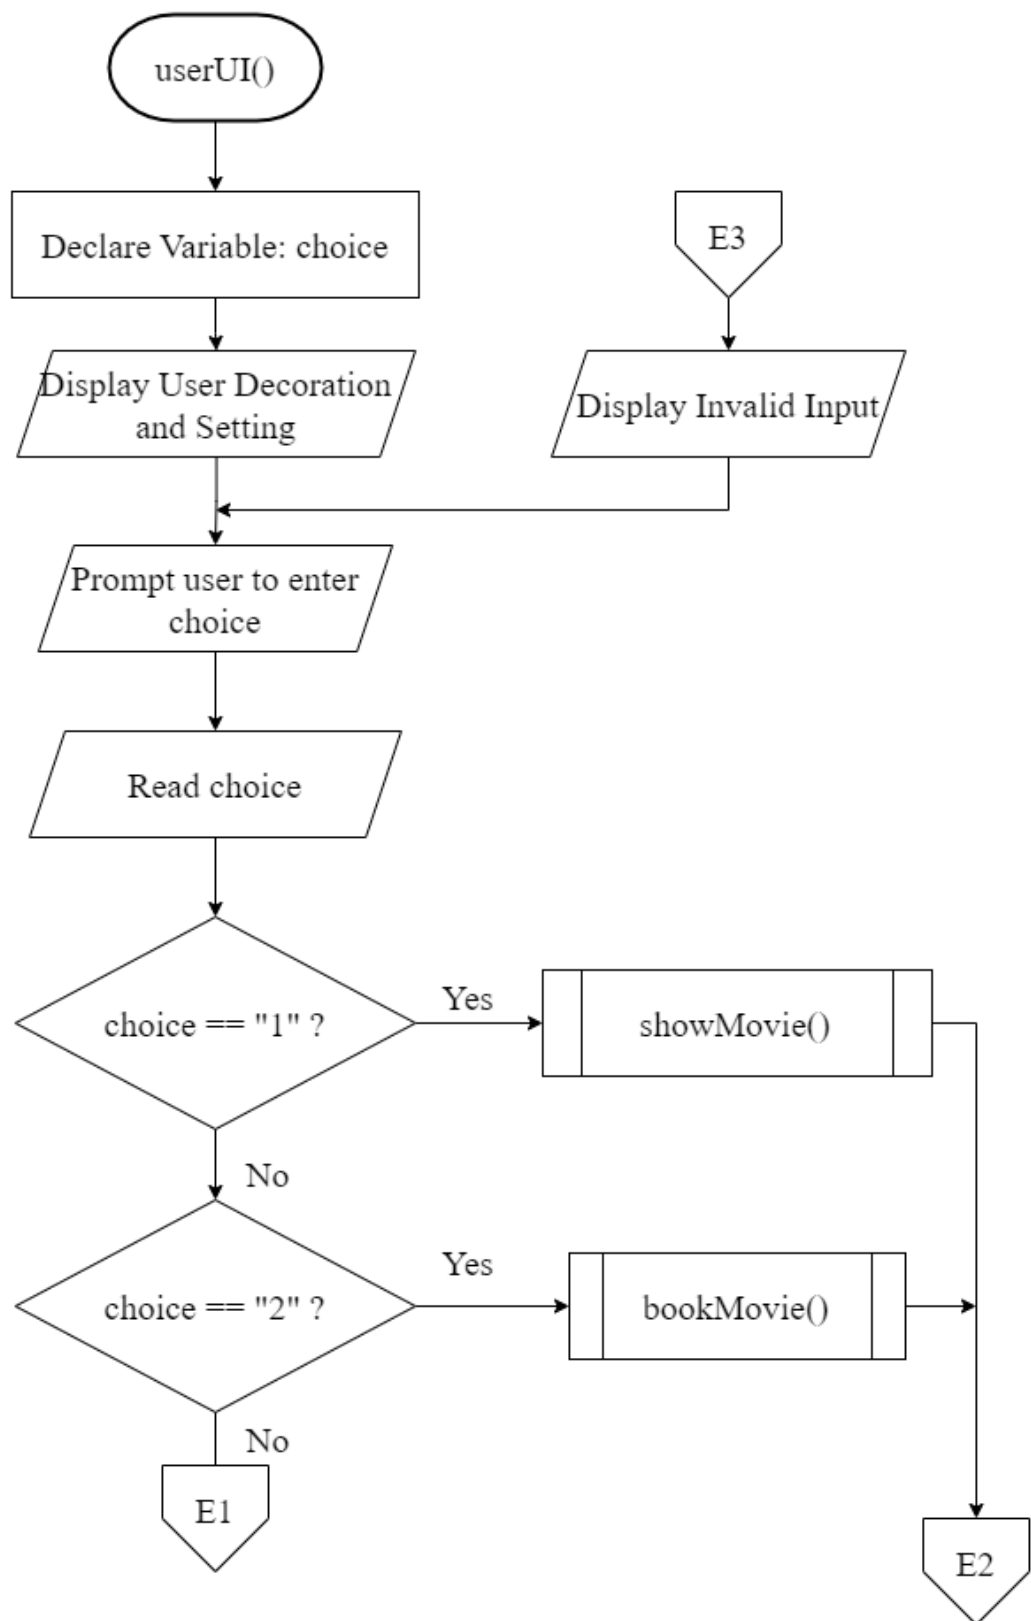 userUI()
Declare Variable: choice
E3
Display User Decoration
and Setting
Display Invalid Input
Prompt user to enter
choice
Read choice
choice == "1" ?
Yes
showMovie()
No
choice == "2" ?
Yes
bookMovie()
No
E1
E2